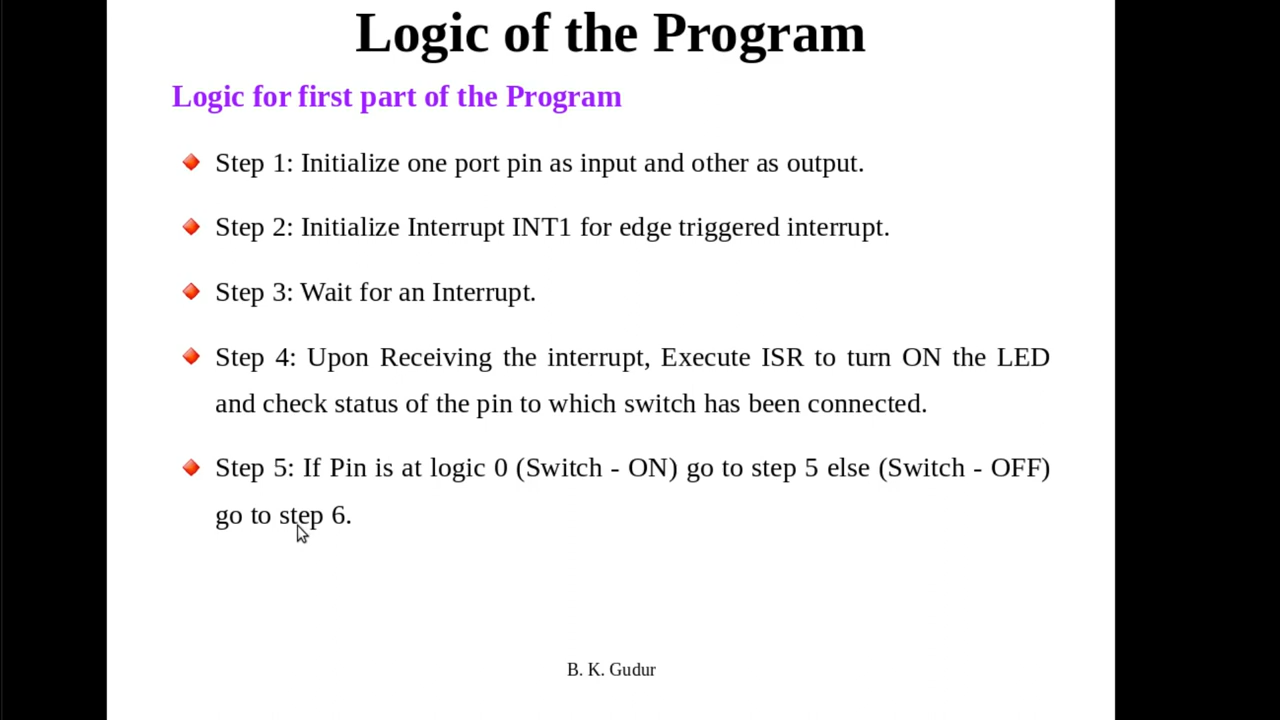 Logic of the Program
Logic for first part of the Program
Step 1: Initialize one port pin as input and other as output.
Step 2: Initialize Interrupt INT1 for edge triggered interrupt.
Step 3: Wait for an Interrupt.
Step 4: Upon Receiving the interrupt, Execute ISR to turn ON the LED
and check status of the pin to which switch has been connected.
Step 5: If Pin is at logic 0 (Switch - ON) go to step 5 else (Switch - OFF)
go to step 6.
B. K. Gudur